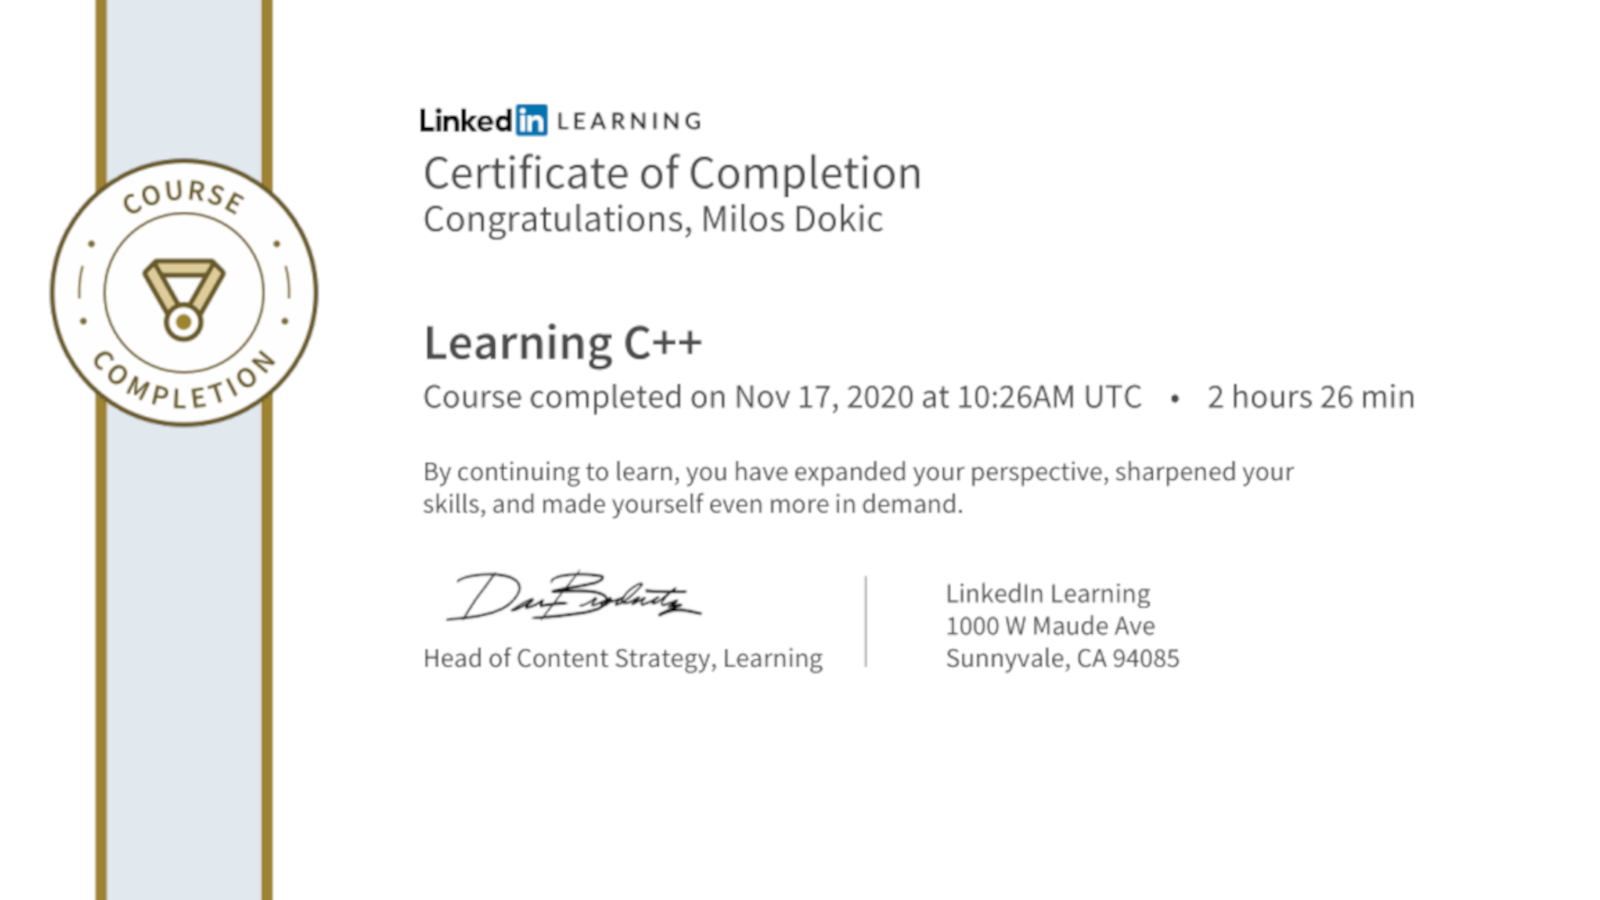 COURSE
COMPLETION
Linkedin LEARNING
Certificate of Completion
Congratulations, Milos Dokic
Learning C++
Course completed on Nov 17, 2020 at 10:26AM UTC • 2 hours 26 min
By continuing to learn, you have expanded your perspective, sharpened your
skills, and made yourself even more in demand.
Head of Content Strategy, Learning
LinkedIn Learning
1000 W Maude Ave
Sunnyvale, CA 94085